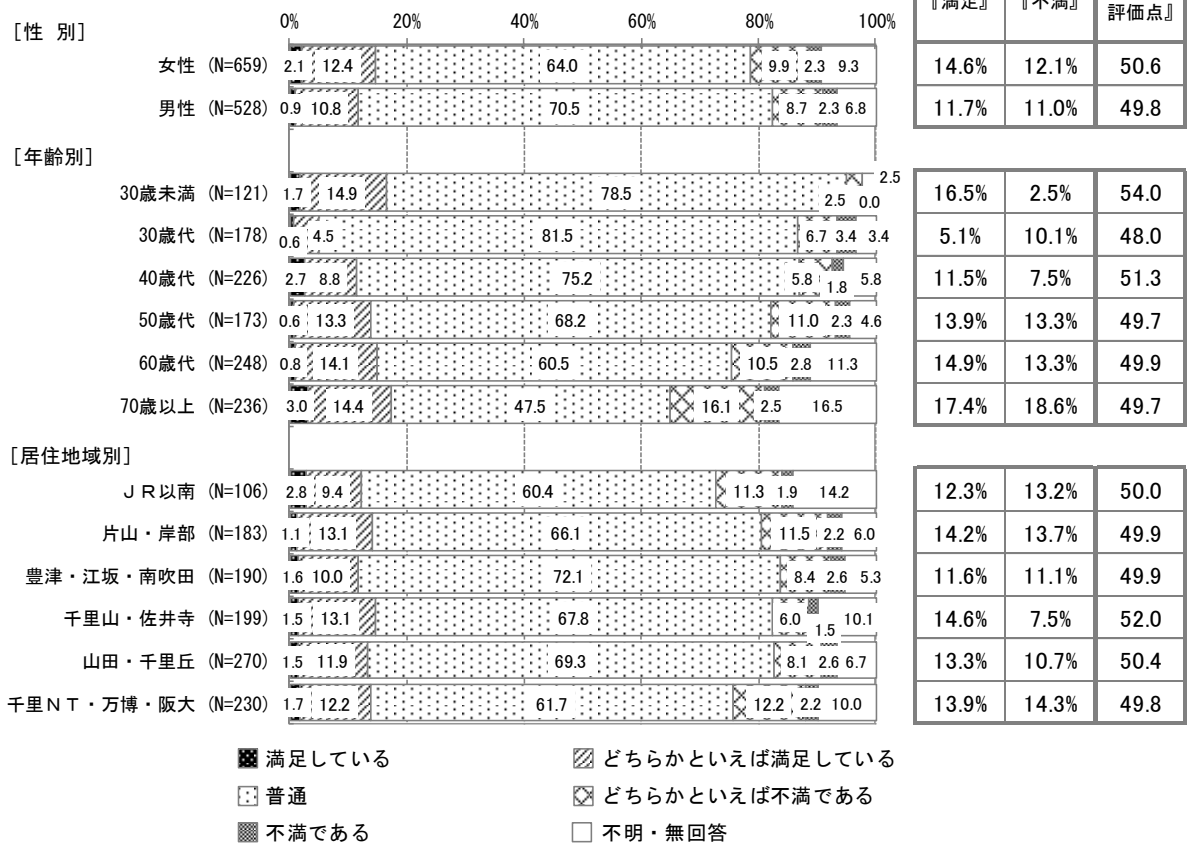 『満足』 『不満』 評価点』
0% 20% 40% 60% 80% 100%
［性 別］
女性 (N=659) 2.1 12.4 64.0 9.9 2.3 9.3 14.6% 12.1% 50.6
男性 (N=528) 0.9 10.8 70.5 8.7 2.3 6.8 11.7% 11.0% 49.8
［年齢別］
30歳未満 (N=121) 1.7 14.9 78.5 2.5 0.0 2.5 16.5% 2.5% 54.0
30歳代 (N=178) 0.6 4.5 81.5 6.7 3.4 3.4 5.1% 10.1% 48.0
40歳代 (N=226) 2.7 8.8 75.2 5.8 1.8 5.8 11.5% 7.5% 51.3
50歳代 (N=173) 0.6 13.3 68.2 11.0 2.3 4.6 13.9% 13.3% 49.7
60歳代 (N=248) 0.8 14.1 60.5 10.5 2.8 11.3 14.9% 13.3% 49.9
70歳以上 (N=236) 3.0 14.4 47.5 16.1 2.5 16.5 17.4% 18.6% 49.7
［居住地域別］
ＪＲ以南 (N=106) 2.8 9.4 60.4 11.3 1.9 14.2 12.3% 13.2% 50.0
片山・岸部 (N=183) 1.1 13.1 66.1 11.5 2.2 6.0 14.2% 13.7% 49.9
豊津・江坂・南吹田 (N=190) 1.6 10.0 72.1 8.4 2.6 5.3 11.6% 11.1% 49.9
千里山・佐井寺 (N=199) 1.5 13.1 67.8 6.0 1.5 10.1 14.6% 7.5% 52.0
山田・千里丘 (N=270) 1.5 11.9 69.3 8.1 2.6 6.7 13.3% 10.7% 50.4
千里ＮＴ・万博・阪大 (N=230) 1.7 12.2 61.7 12.2 2.2 10.0 13.9% 14.3% 49.8
満足している どちらかといえば満足している
普通 どちらかといえば不満である
不満である 不明・無回答